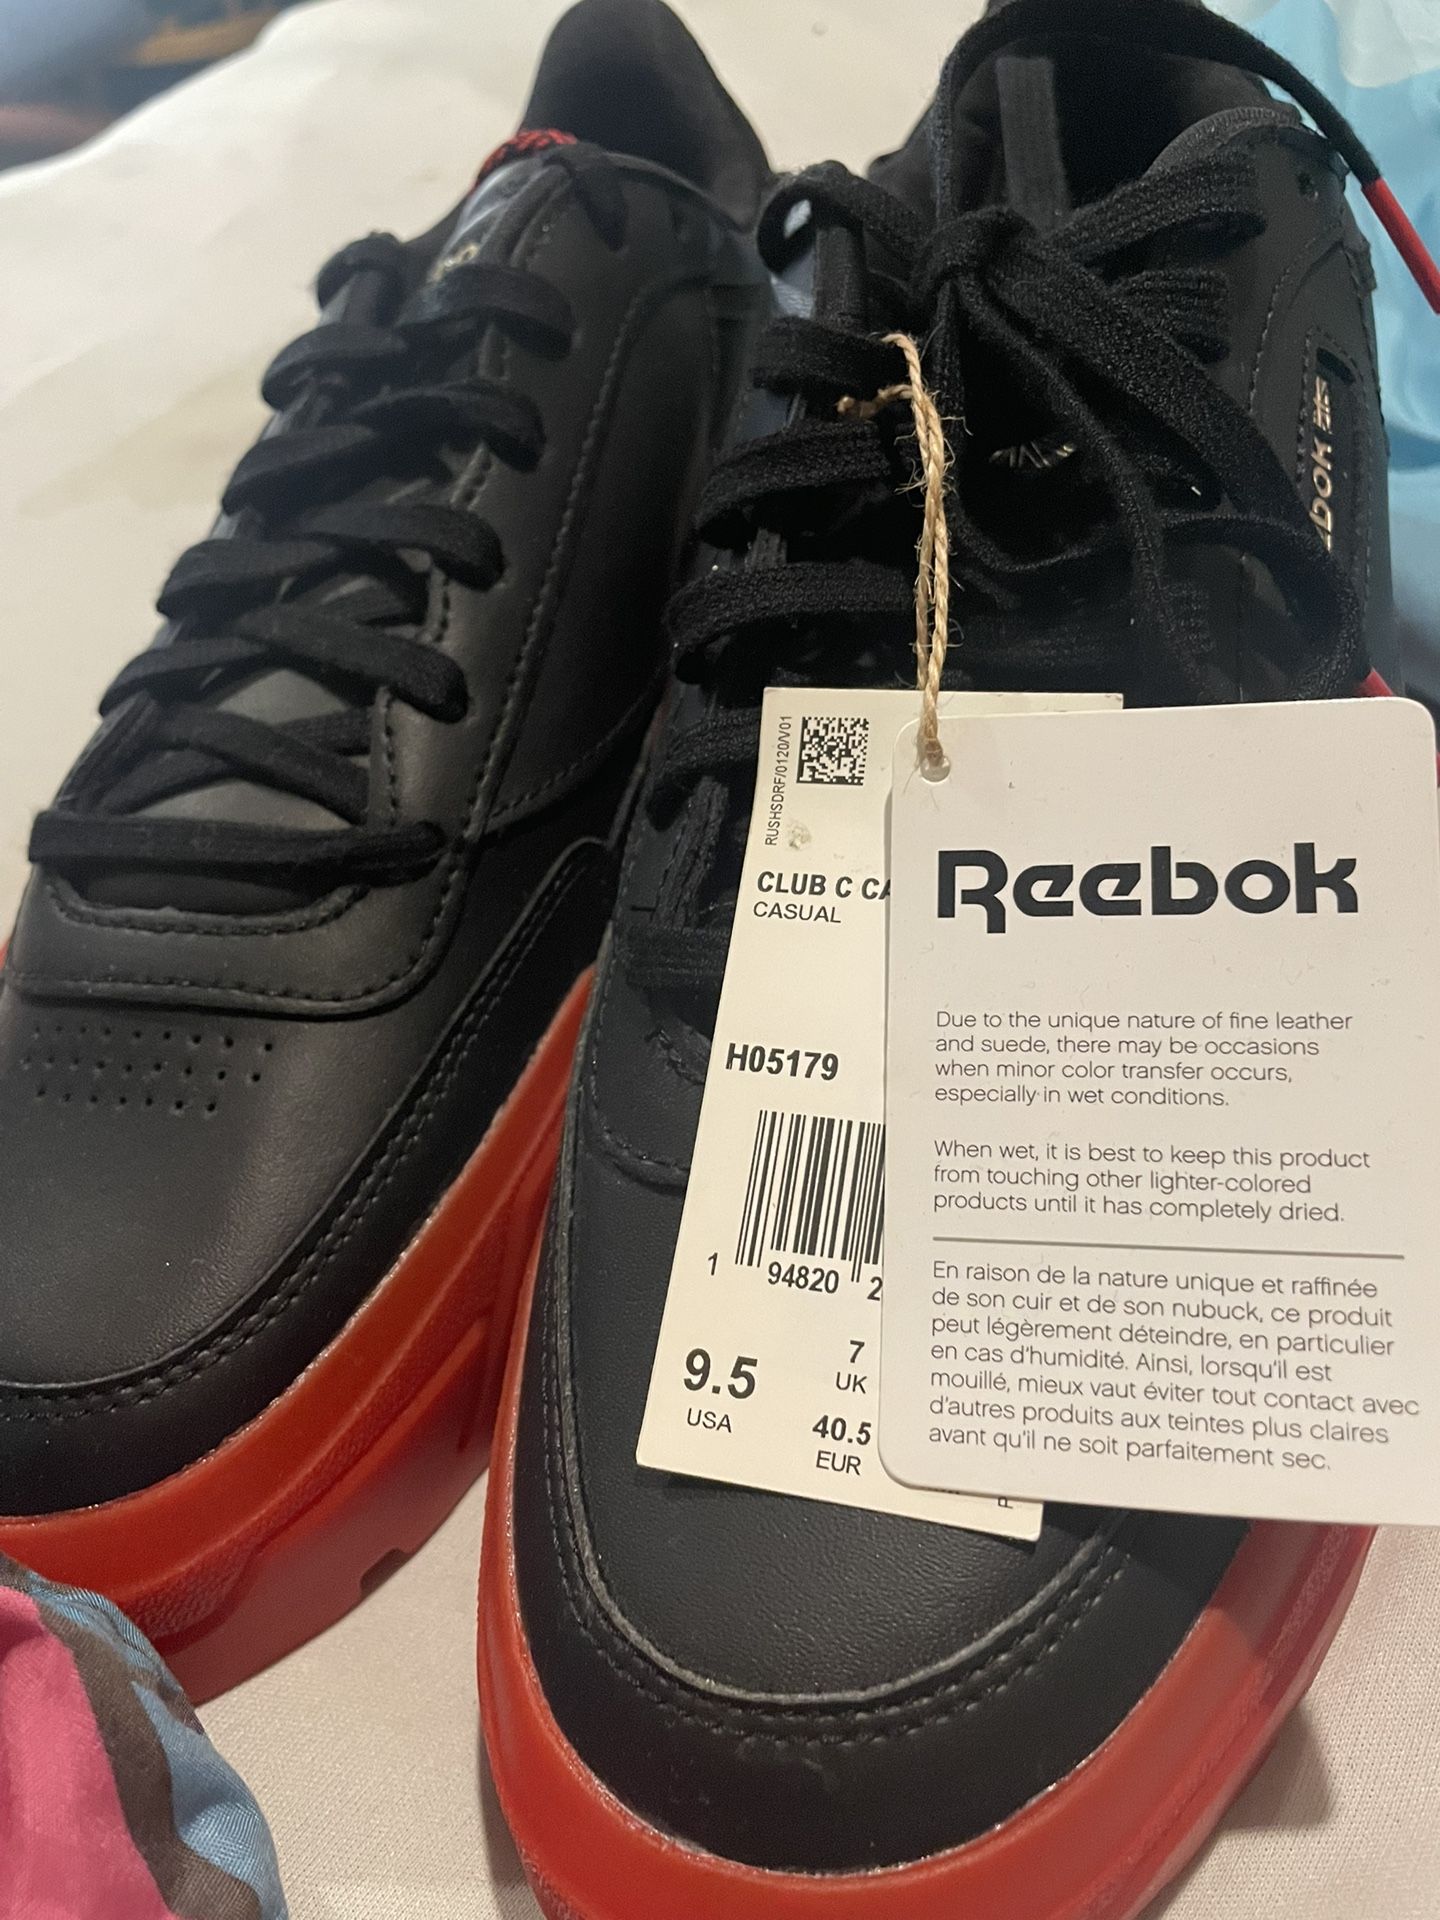 RUSHSDRF/0120/V01
CLUB C
CASUAL
H05179
1 94820 2
9.5
USA
7
UK
40.5
EUR
Reebok
Due to the unique nature of fine leather
and suede, there may be occasions
when minor color transfer occurs,
especially in wet conditions.
When wet, it is best to keep this product
from touching other lighter-colored
products until it has completely dried.
En raison de la nature unique et raffinée
de son cuir et de son nubuck, ce produit
peut légèrement déteindre, en particulier
en cas d'humidité. Ainsi, lorsqu'il est
mouillé, mieux vaut éviter tout contact avec
d'autres produits aux teintes plus claires
avant qu'il ne soit parfaitement sec.